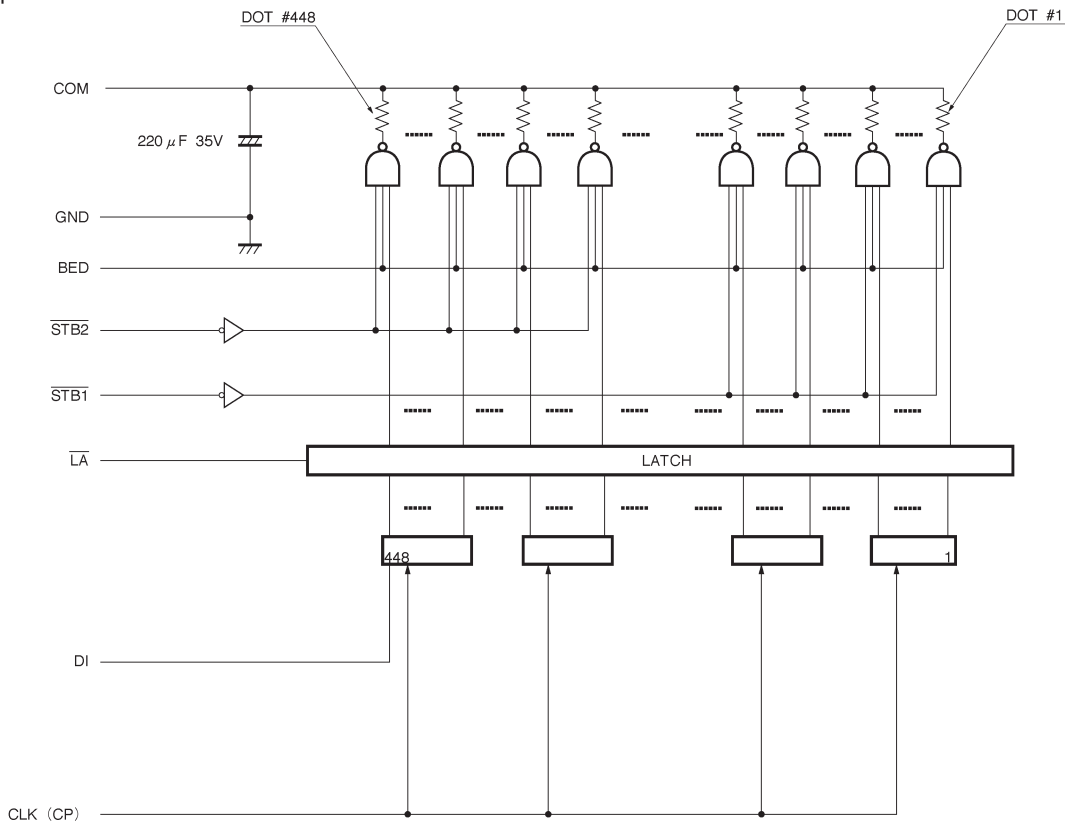 DOT #448
DOT #1
COM
220 μF 35V
GND
BED
STB2
STB1
LA
LATCH
448
1
DI
CLK (CP)